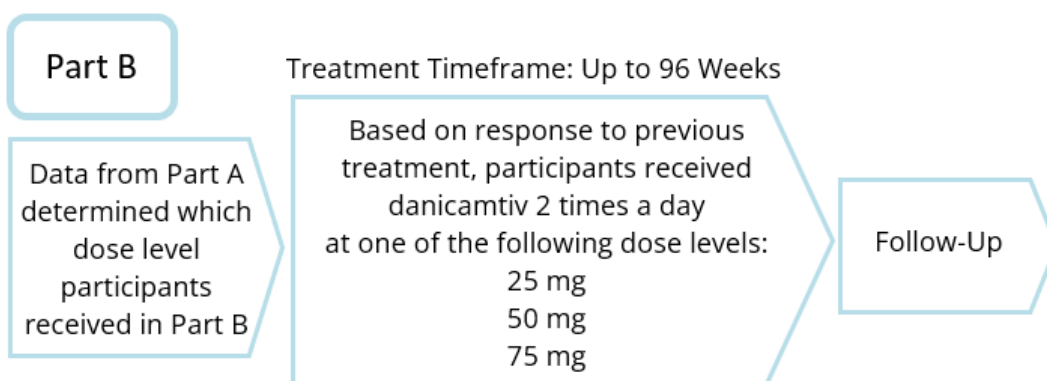 Part B
Treatment Timeframe: Up to 96 Weeks
Data from Part A
determined which
dose level
participants
received in Part B
Based on response to previous
treatment, participants received
danicamtiv 2 times a day
at one of the following dose levels:
25 mg
50 mg
75 mg
Follow-Up